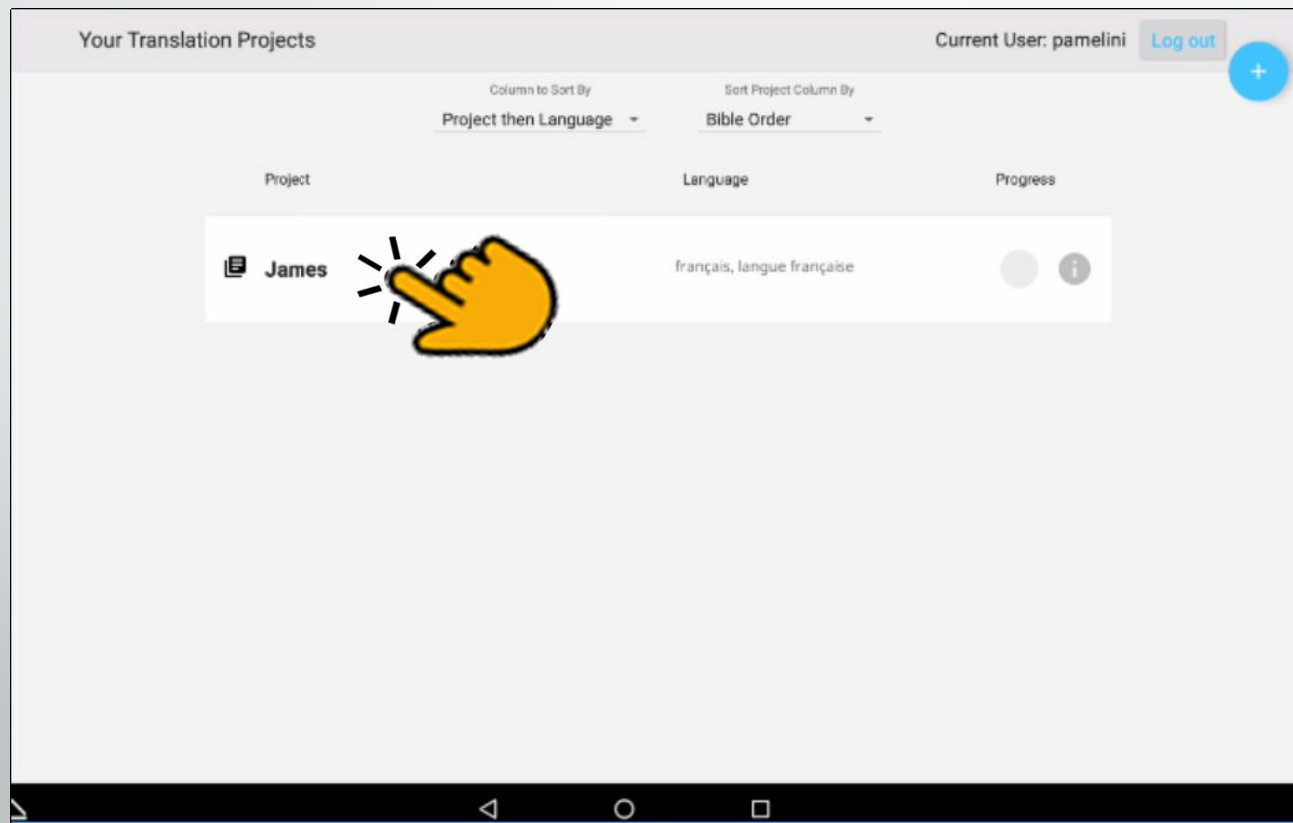 Your Translation Projects
Current User: pamelini Log out
+
Column to Sort By Sort Project Column By
Project then Language Bible Order
Project Language Progress
James français, langue française